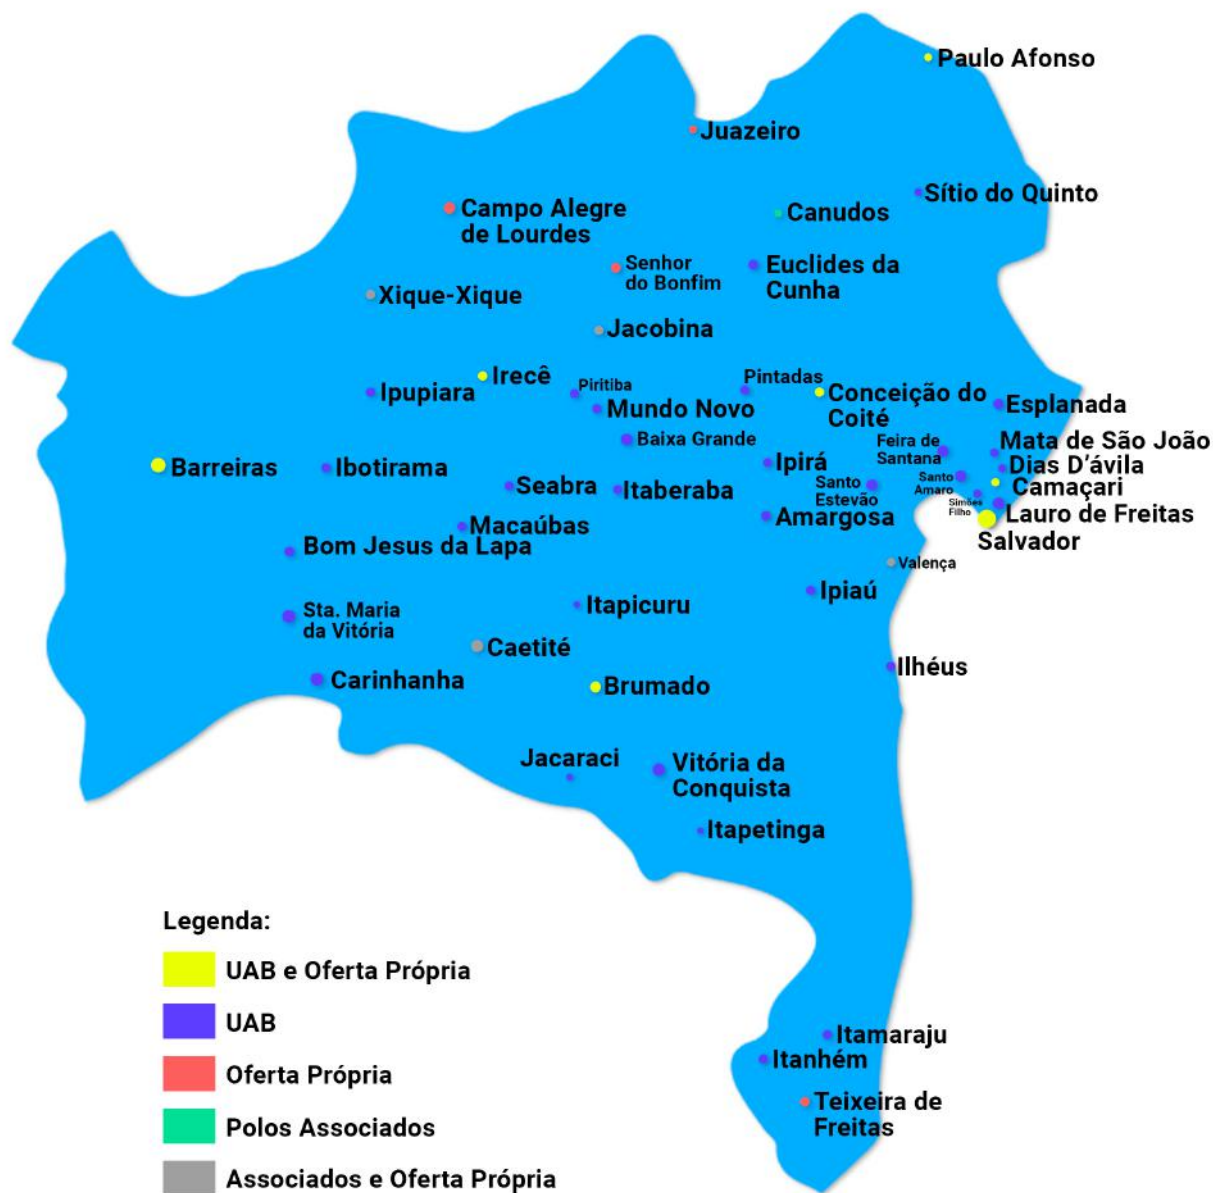 Paulo Afonso
Juazeiro
Sítio do Quinto
Campo Alegre
de Lourdes
Canudos
Senhor
do Bonfim
Euclides da
Cunha
Xique-Xique
Jacobina
Irecê
Piritiba
Pintadas
Ipupiara
Mundo Novo
Conceição do
Coité
Esplanada
Baixa Grande
Feira de
Santana
Mata de São João
Barreiras
Ibotirama
Ipirá
Dias D'ávila
Seabra
Itaberaba
Santo
Estevão
Santo
Amaro
Camaçari
Simões
Filho
Macaúbas
Amargosa
Lauro de Freitas
Salvador
Bom Jesus da Lapa
Valença
Ipiaú
Sta. Maria
da Vitória
Itapicuru
Caetité
Ilhéus
Carinhanha
Brumado
Jacaraci
Vitória da
Conquista
Itapetinga
Itamaraju
Itanhém
Teixeira de
Freitas
Legenda:
UAB e Oferta Própria
UAB
Oferta Própria
Polos Associados
Associados e Oferta Própria